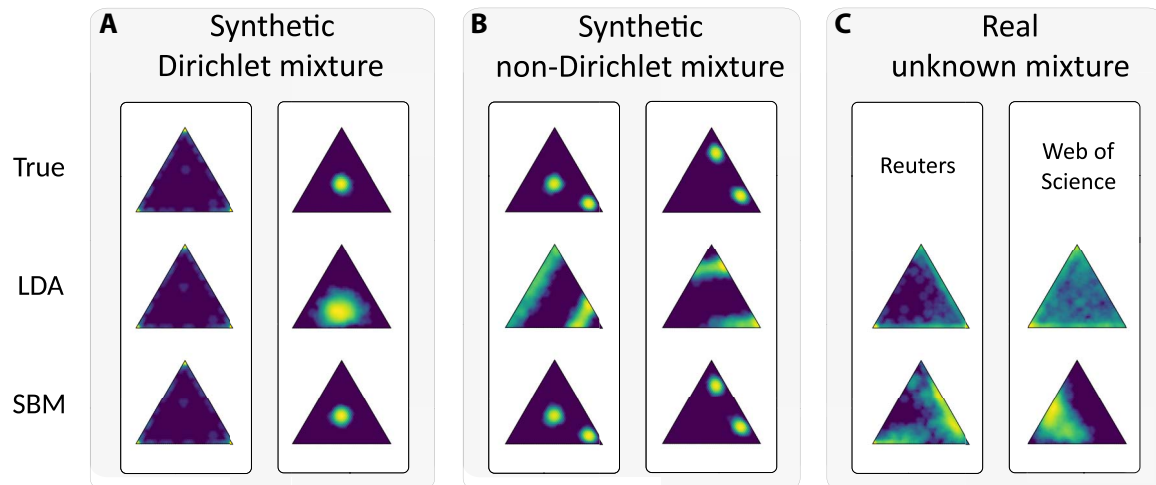 A
Synthetic
Dirichlet mixture
B
Synthetic
non-Dirichlet mixture
C
Real
unknown mixture
True
Reuters
Web of
Science
LDA
SBM